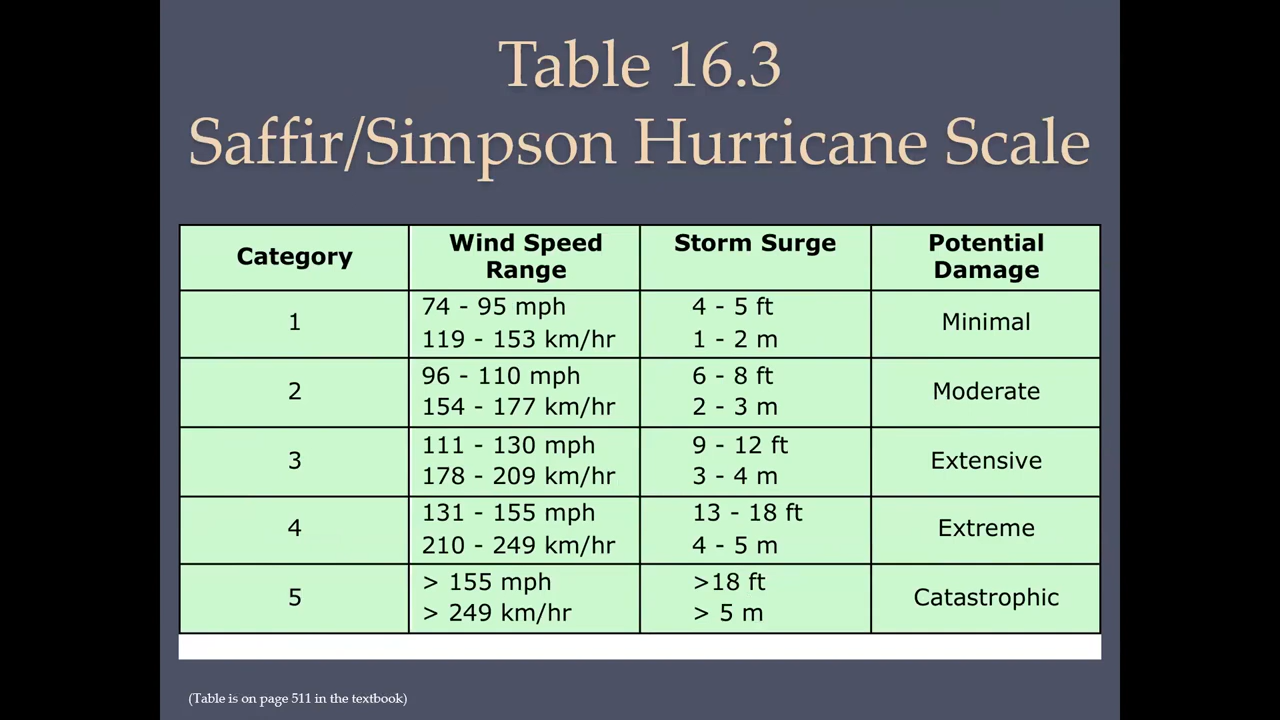 Table 16.3
Saffir/Simpson Hurricane Scale
Category
Wind Speed
Range
Storm Surge
Potential
Damage
1
74 - 95 mph
119 - 153 km/hr
4 - 5 ft
1 - 2 m
Minimal
2
96 - 110 mph
154 - 177 km/hr
6 - 8 ft
2 - 3 m
Moderate
3
111 - 130 mph
178 - 209 km/hr
9 - 12 ft
3 - 4 m
Extensive
4
131 - 155 mph
210 - 249 km/hr
13 - 18 ft
4 - 5 m
Extreme
5
> 155 mph
> 249 km/hr
>18 ft
> 5 m
Catastrophic
(Table is on page 511 in the textbook)